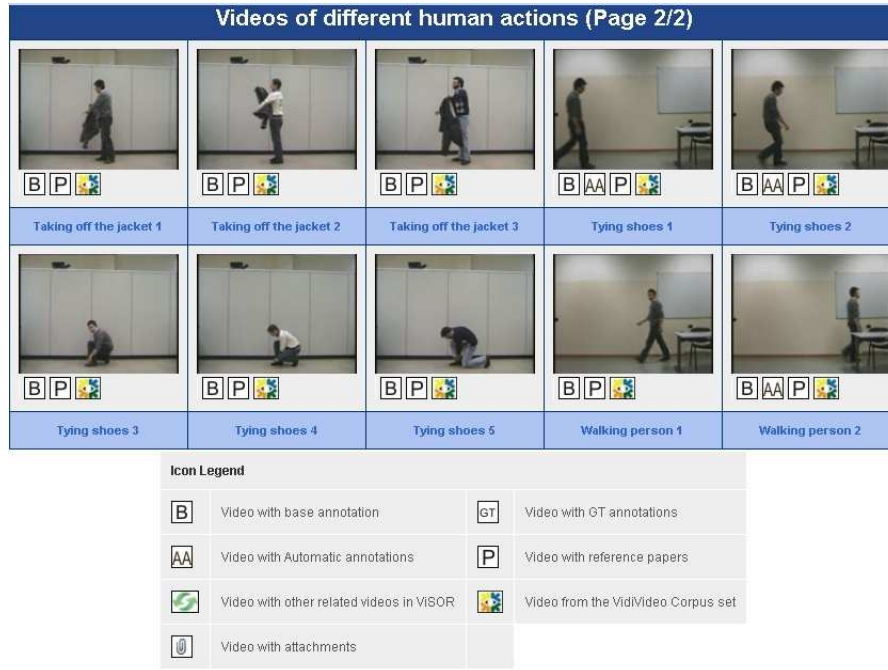 Videos of different human actions (Page 2/2)
B P
B P
B P
B AA P
B AA P
Taking off the jacket 1
Taking off the jacket 2
Taking off the jacket 3
Tying shoes 1
Tying shoes 2
B P
B P
B P
B P
B AA P
Tying shoes 3
Tying shoes 4
Tying shoes 5
Walking person 1
Walking person 2
Icon Legend
B Video with base annotation
GT Video with GT annotations
AA Video with Automatic annotations
P Video with reference papers
Video with other related videos in ViSOR
Video from the VidiVideo Corpus set
Video with attachments